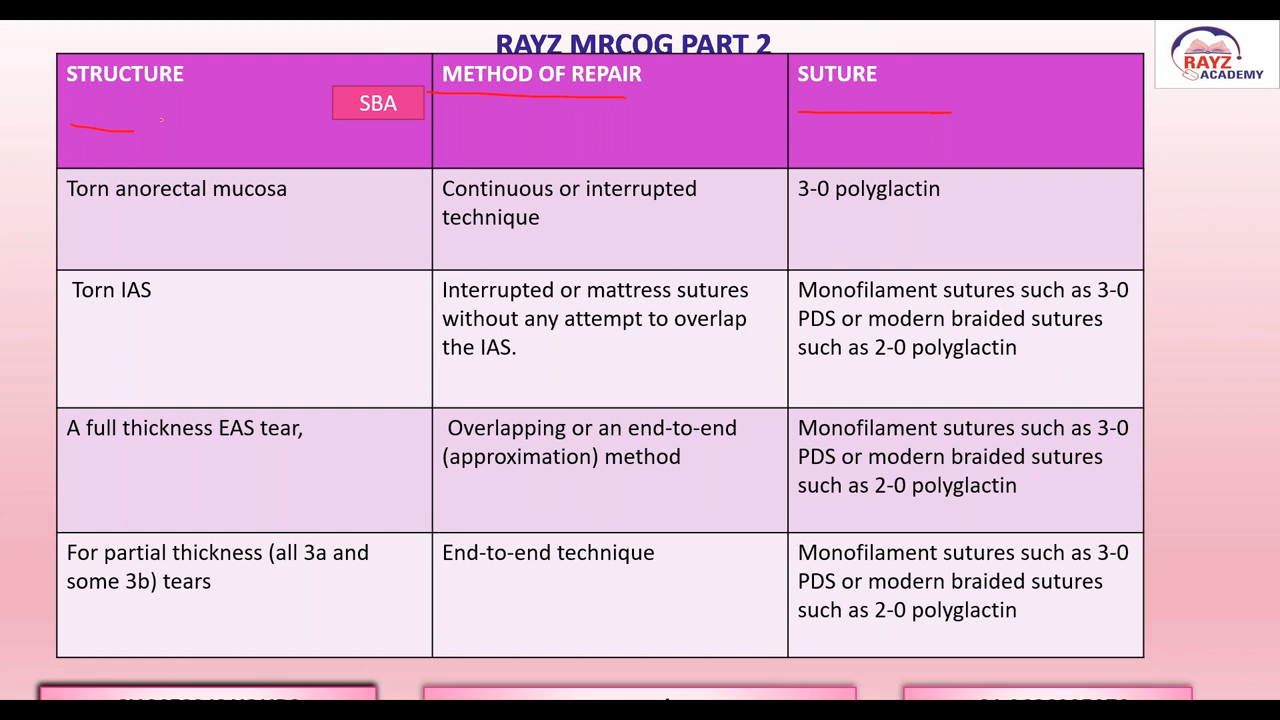 RAYZ MRCOG PART 2
RAYZ
ACADEMY
STRUCTURE
SBA
METHOD OF REPAIR
SUTURE
Torn anorectal mucosa
Continuous or interrupted
technique
3-0 polyglactin
Torn IAS
Interrupted or mattress sutures
without any attempt to overlap
the IAS.
Monofilament sutures such as 3-0
PDS or modern braided sutures
such as 2-0 polyglactin
A full thickness EAS tear,
Overlapping or an end-to-end
(approximation) method
Monofilament sutures such as 3-0
PDS or modern braided sutures
such as 2-0 polyglactin
For partial thickness (all 3a and
some 3b) tears
End-to-end technique
Monofilament sutures such as 3-0
PDS or modern braided sutures
such as 2-0 polyglactin